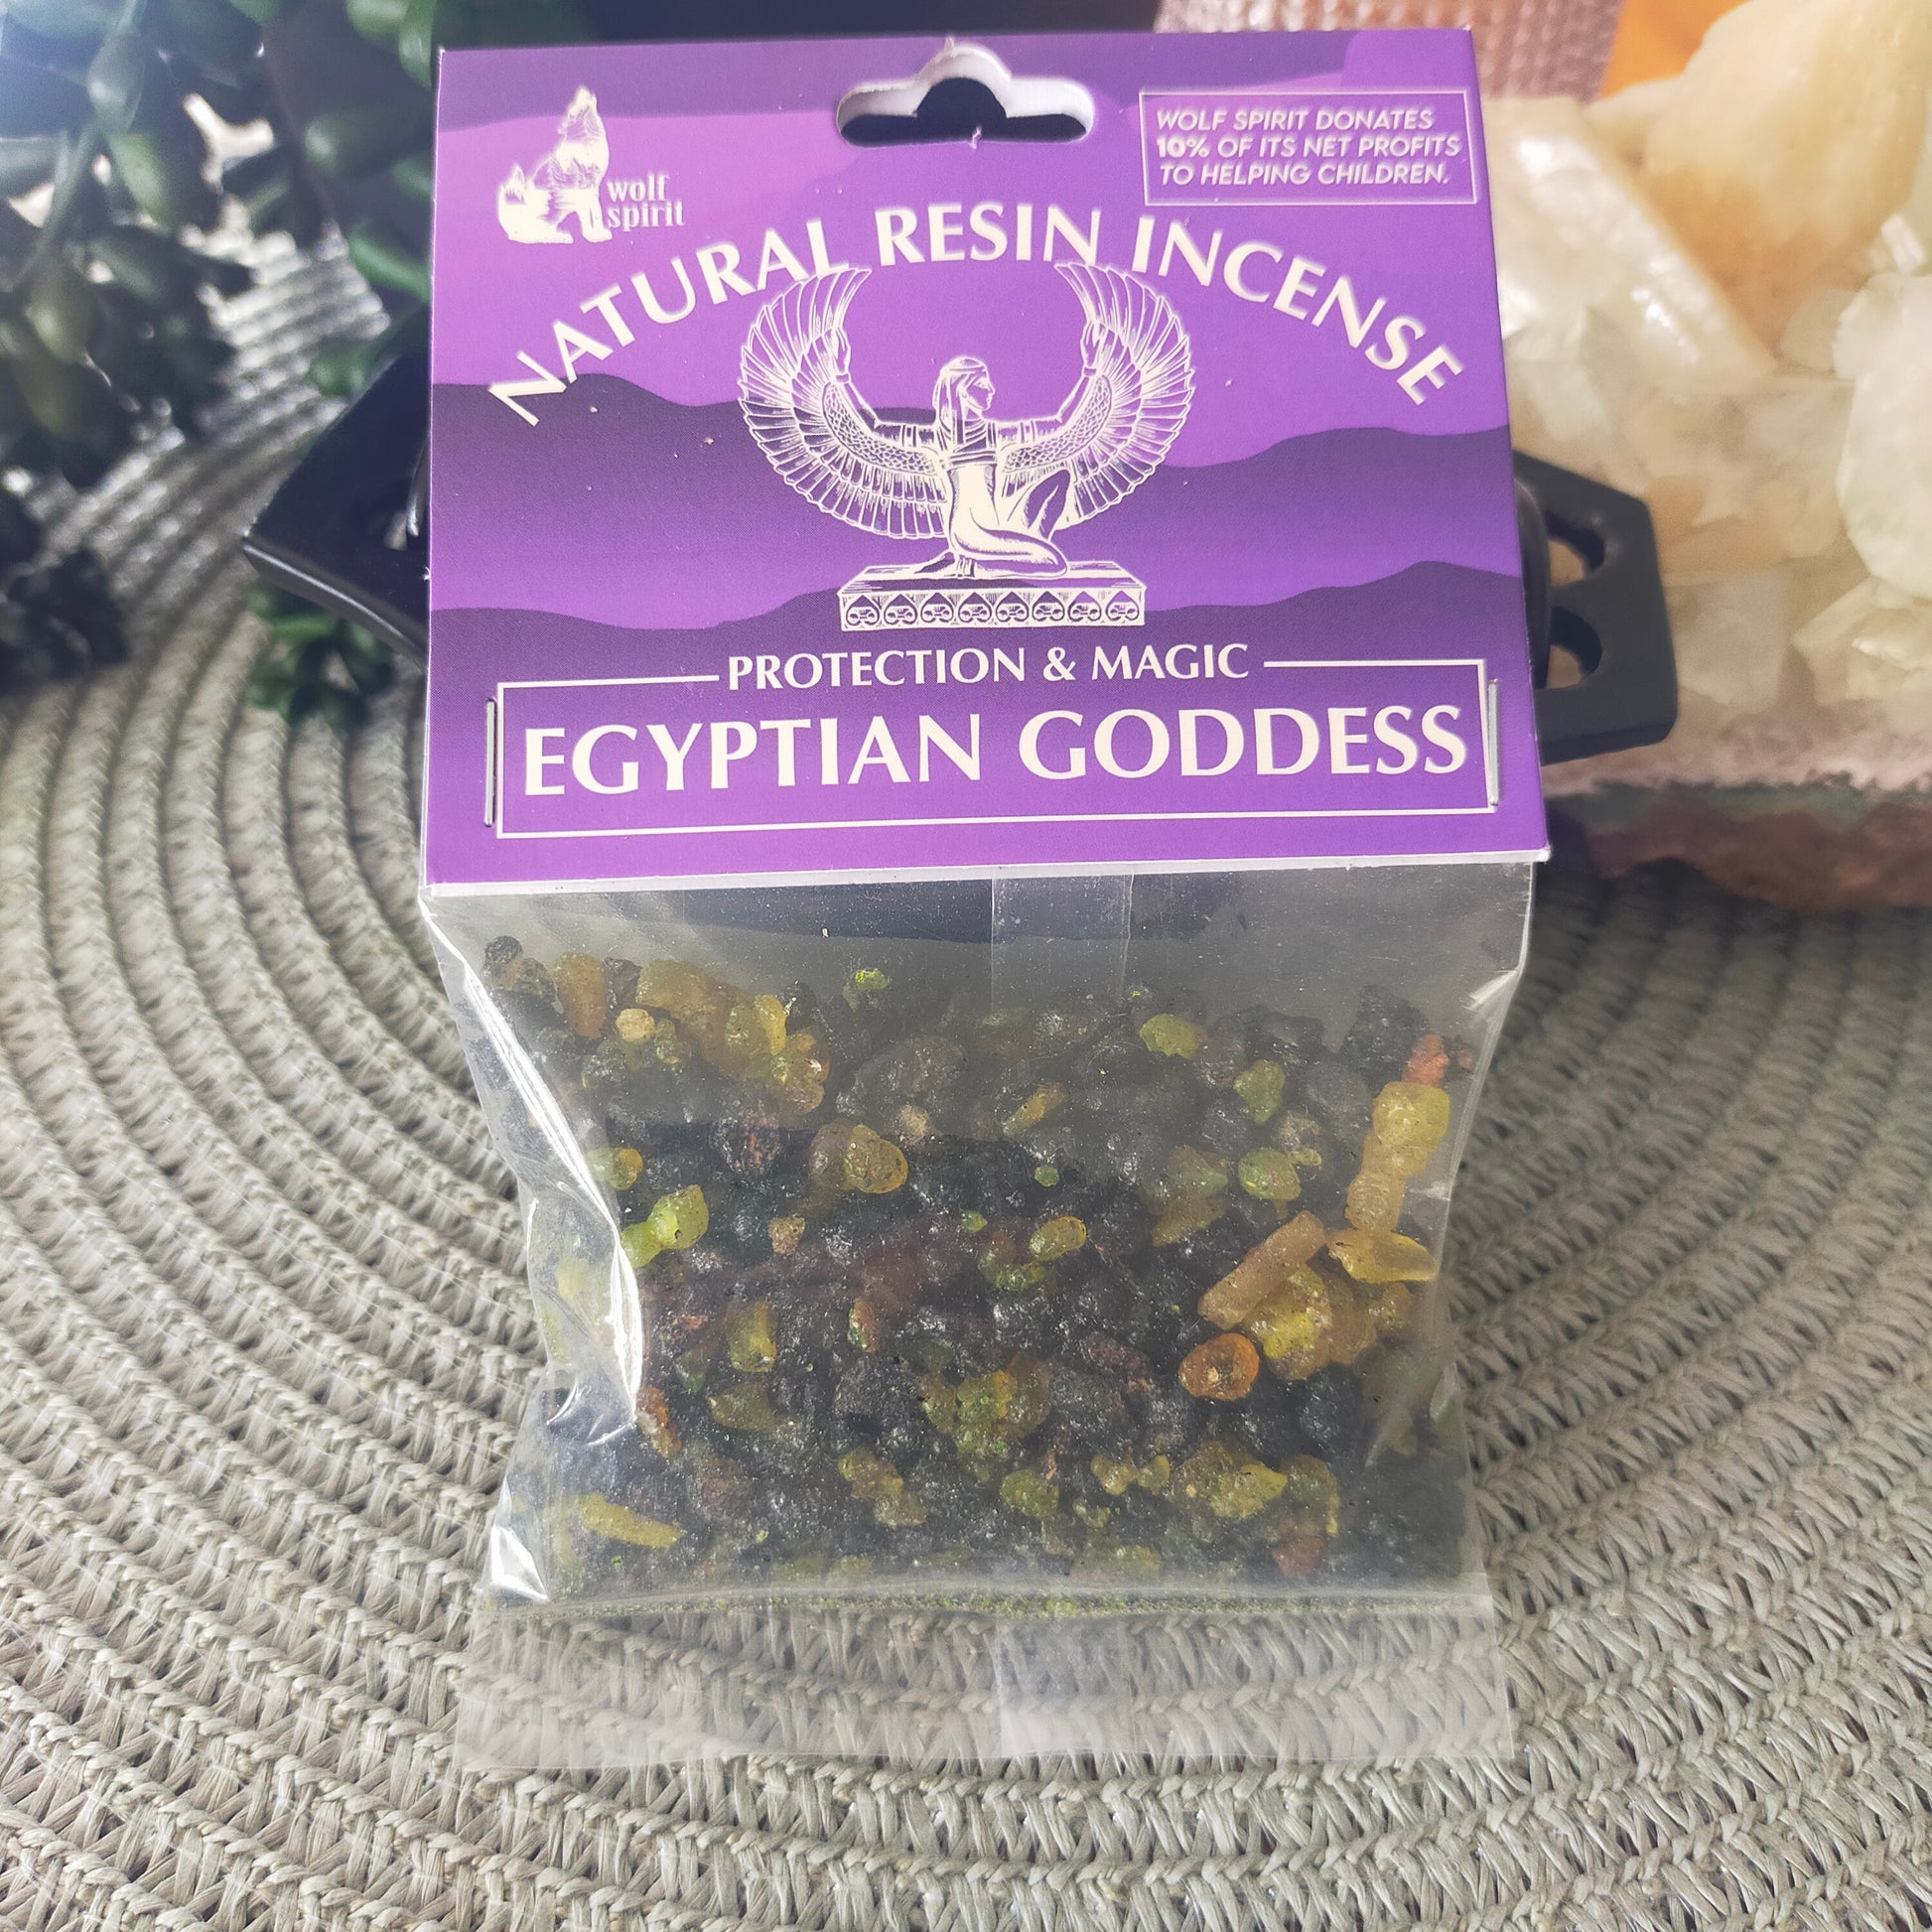 wolf
spirit
WOLF SPIRIT DONATES
10% OF ITS NET PROFITS
TO HELPING CHILDREN.
NATURAL RESIN INCENSE
PROTECTION & MAGIC
EGYPTIAN GODDESS